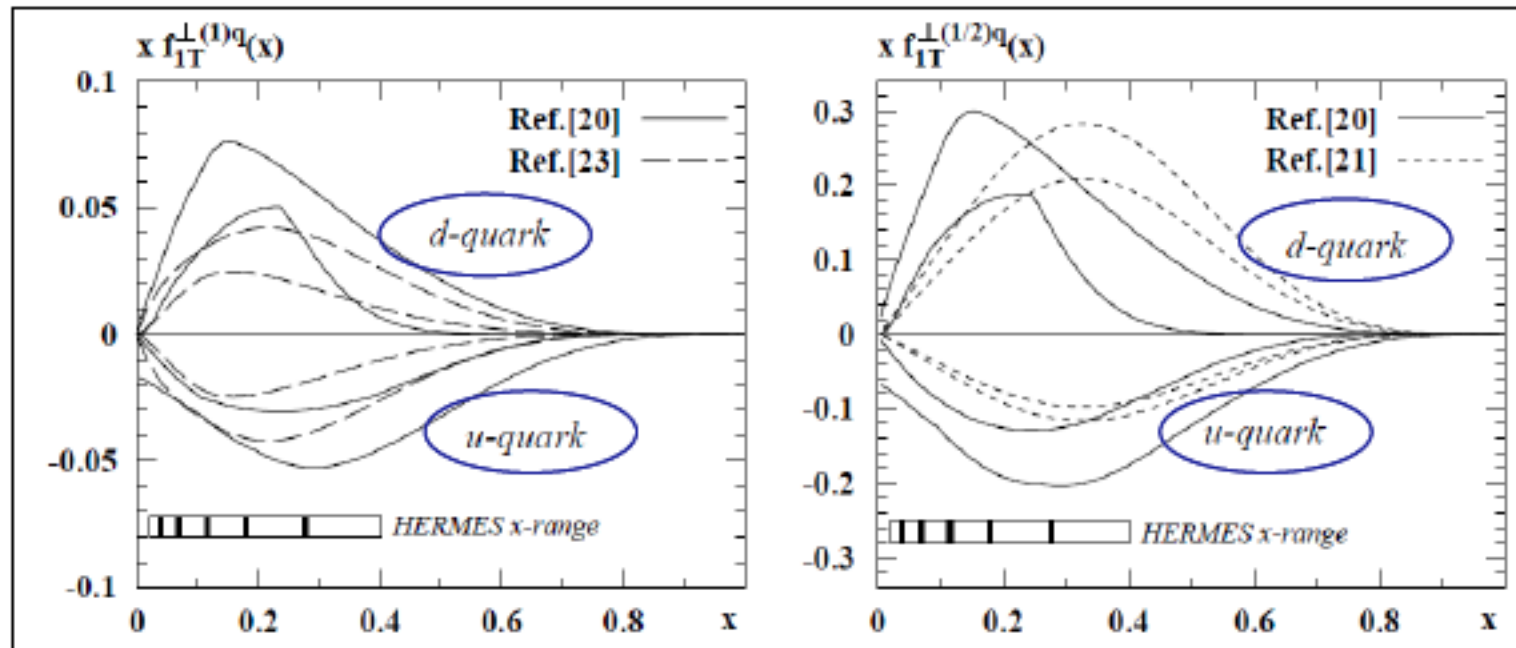 x f⊥(1)q1T(x)
0.1
0.05
0
-0.05
-0.1
Ref.[20]
Ref.[23]
d-quark
u-quark
HERMES x-range
0 0.2 0.4 0.6 0.8 x
x f⊥(1/2)q1T(x)
0.3
0.2
0.1
0
-0.1
-0.2
-0.3
Ref.[20]
Ref.[21]
d-quark
u-quark
HERMES x-range
0 0.2 0.4 0.6 0.8 x